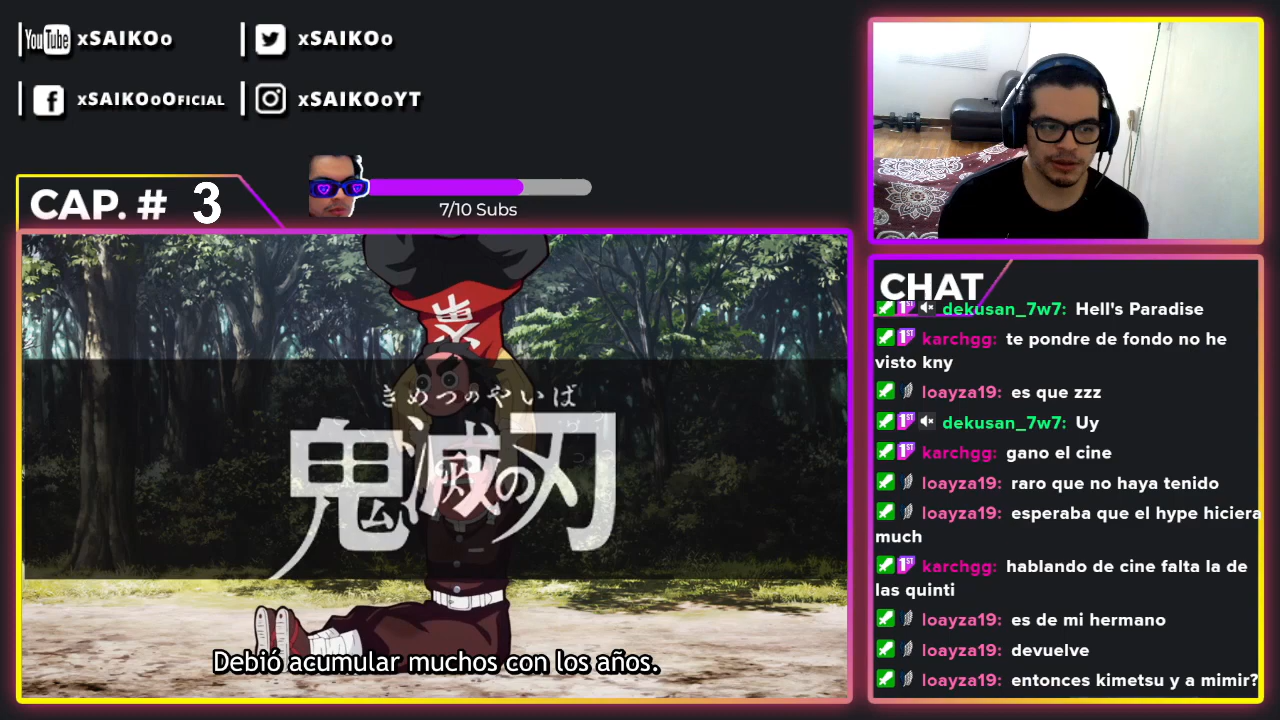 YouTube xSAIKOo
xSAIKOo
xSAIKOoOficial
xSAIKOoYT
CAP. # 3
7/10 Subs
きめつのやいば
鬼滅の刃
Debió acumular muchos con los años.
CHAT
dekusan_7w7: Hell's Paradise
karchgg: te pondre de fondo no he
visto kny
loayza19: es que zzz
dekusan_7w7: Uy
karchgg: gano el cine
loayza19: raro que no haya tenido
loayza19: esperaba que el hype hiciera
much
karchgg: hablando de cine falta la de
las quinti
loayza19: es de mi hermano
loayza19: devuelve
loayza19: entonces kimetsu y a mimir?